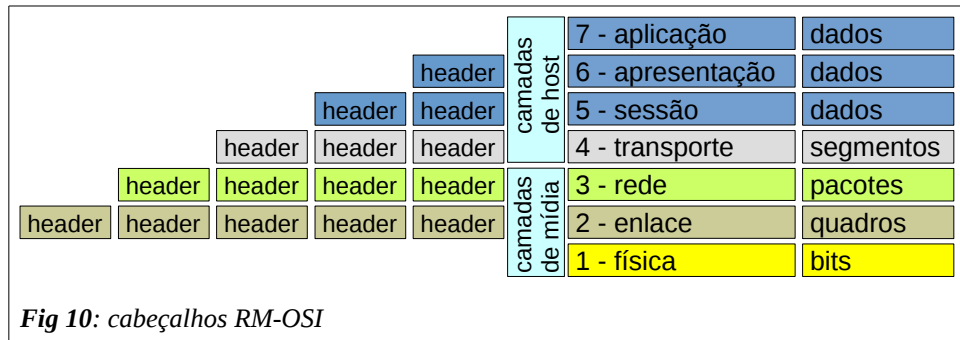 7 - aplicação dados
header 6 - apresentação dados
header header 5 - sessão dados
camadas
de host
header header header 4 - transporte segmentos
header header header header 3 - rede pacotes
header header header header header 2 - enlace quadros
camadas
de mídia
1 - física bits
Fig 10: cabeçalhos RM-OSI